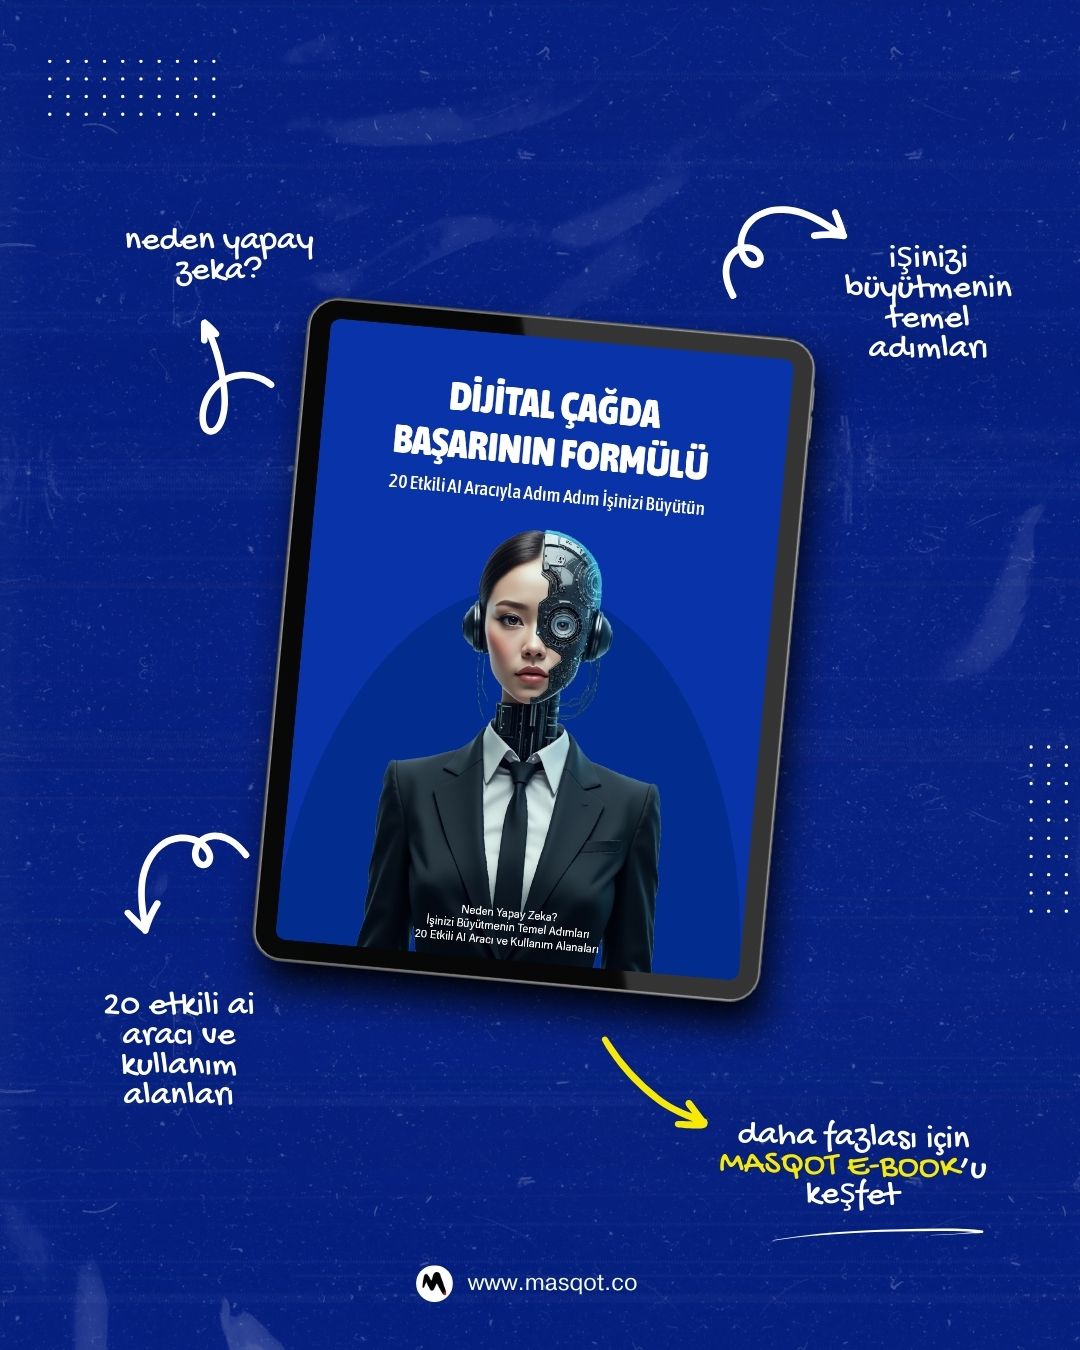 neden yapay
zeka?
işinizi
büyütmenin
temel
adımları
DİJİTAL ÇAĞDA
BAŞARININ FORMÜLÜ
20 Etkili AI Aracıyla Adım Adım İşinizi Büyütün
Neden Yapay Zeka?
İşinizi Büyütmenin Temel Adımları
20 Etkili AI Aracı ve Kullanım Alanaları
20 etkili ai
aracı ve
kullanım
alanları
daha fazlası için
MASQOT E-BOOK'u
keşfet
M www.masqot.co